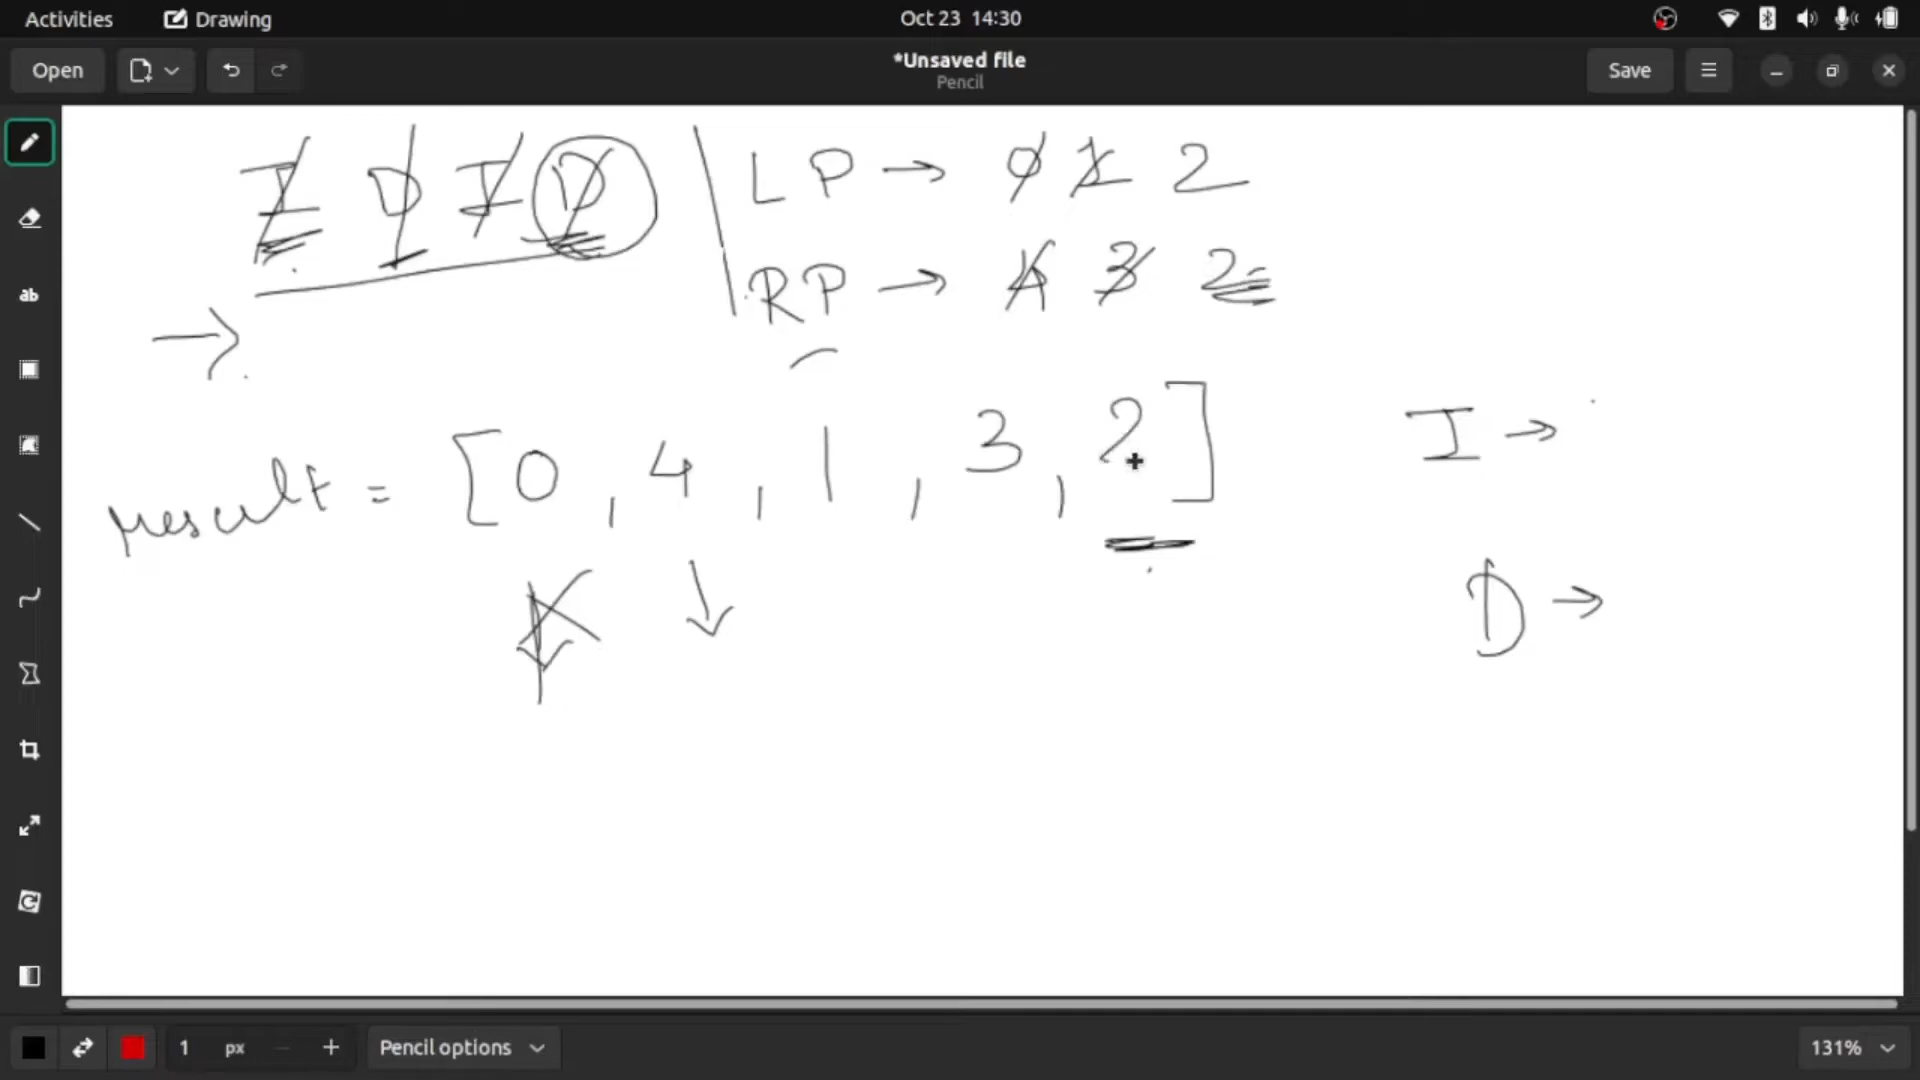 Activities Drawing Oct 23 14:30
Open *Unsaved file Save
Pencil
I D I D LP → 0 1 2
RP → 4 3 2
→
result = [0, 4, 1, 3, 2] I →
↓ D →
1 px Pencil options 131%